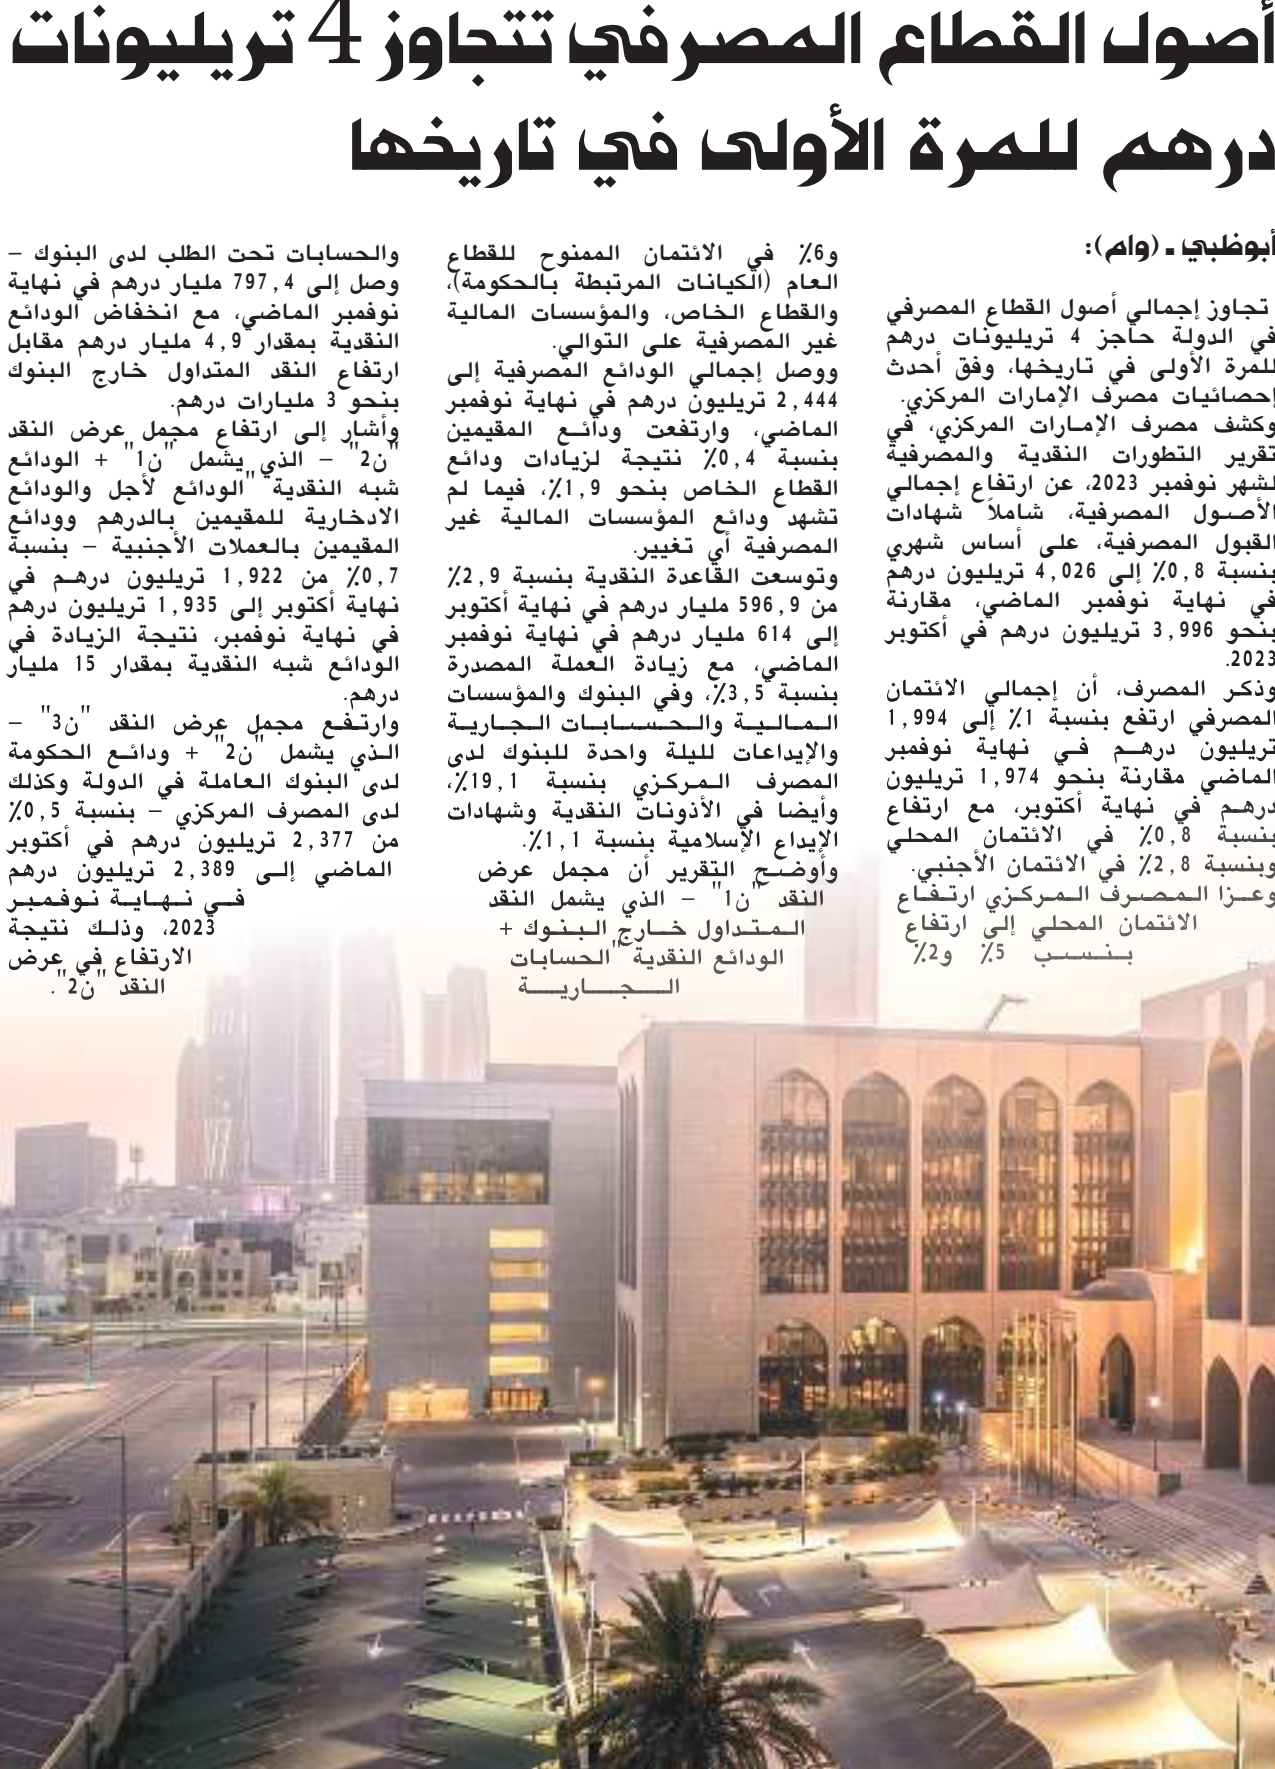 أصول القطاع المصرفي تتجاوز 4 تريليونات
درهم للمرة الأولى في تاريخها
أبوظبي ـ (وام):
تجاوز إجمالي أصول القطاع المصرفي
في الدولة حاجز 4 تريليونات درهم
للمرة الأولى في تاريخها، وفق أحدث
إحصائيات مصرف الإمارات المركزي.
وكشف مصرف الإمارات المركزي، في
تقرير التطورات النقدية والمصرفية
لشهر نوفمبر 2023، عن ارتفاع إجمالي
الأصول المصرفية، شاملاً شهادات
القبول المصرفية، على أساس شهري
بنسبة 0,8٪ إلى 4,026 تريليون درهم
في نهاية نوفمبر الماضي، مقارنة
بنحو 3,996 تريليون درهم في أكتوبر
2023.
وذكر المصرف، أن إجمالي الائتمان
المصرفي ارتفع بنسبة 1٪ إلى 1,994
تريليون درهم في نهاية نوفمبر
الماضي مقارنة بنحو 1,974 تريليون
درهم في نهاية أكتوبر، مع ارتفاع
بنسبة 0,8٪ في الائتمان المحلي
وبنسبة 2,8٪ في الائتمان الأجنبي.
وعزا المصرف المركزي ارتفاع
الائتمان المحلي إلى ارتفاع
بنسب 5٪ و2٪
و6٪ في الائتمان الممنوح للقطاع
العام (الكيانات المرتبطة بالحكومة)،
والقطاع الخاص، والمؤسسات المالية
غير المصرفية على التوالي.
ووصل إجمالي الودائع المصرفية إلى
2,444 تريليون درهم في نهاية نوفمبر
الماضي، وارتفعت ودائع المقيمين
بنسبة 0,4٪ نتيجة لزيادات ودائع
القطاع الخاص بنحو 1,9٪، فيما لم
تشهد ودائع المؤسسات المالية غير
المصرفية أي تغيير.
وتوسعت القاعدة النقدية بنسبة 2,9٪
من 596,9 مليار درهم في نهاية أكتوبر
إلى 614 مليار درهم في نهاية نوفمبر
الماضي، مع زيادة العملة المصدرة
بنسبة 3,5٪، وفي البنوك والمؤسسات
المالية والحسابات الجارية
والإيداعات لليلة واحدة للبنوك لدى
المصرف المركزي بنسبة 19,1٪،
وأيضا في الأذونات النقدية وشهادات
الإيداع الإسلامية بنسبة 1,1٪.
وأوضح التقرير أن مجمل عرض
النقد "ن1" – الذي يشمل النقد
المتداول خارج البنوك +
الودائع النقدية "الحسابات
الجارية
والحسابات تحت الطلب لدى البنوك –
وصل إلى 797,4 مليار درهم في نهاية
نوفمبر الماضي، مع انخفاض الودائع
النقدية بمقدار 4,9 مليار درهم مقابل
ارتفاع النقد المتداول خارج البنوك
بنحو 3 مليارات درهم.
وأشار إلى ارتفاع مجمل عرض النقد
"ن2" – الذي يشمل "ن1" + الودائع
شبه النقدية "الودائع لأجل والودائع
الادخارية للمقيمين بالدرهم وودائع
المقيمين بالعملات الأجنبية – بنسبة
0,7٪ من 1,922 تريليون درهم في
نهاية أكتوبر إلى 1,935 تريليون درهم
في نهاية نوفمبر، نتيجة الزيادة في
الودائع شبه النقدية بمقدار 15 مليار
درهم.
وارتفع مجمل عرض النقد "ن3" –
الذي يشمل "ن2" + ودائع الحكومة
لدى البنوك العاملة في الدولة وكذلك
لدى المصرف المركزي – بنسبة 0,5٪
من 2,377 تريليون درهم في أكتوبر
الماضي إلى 2,389 تريليون درهم
في نهاية نوفمبر
2023، وذلك نتيجة
الارتفاع في عرض
النقد "ن2".